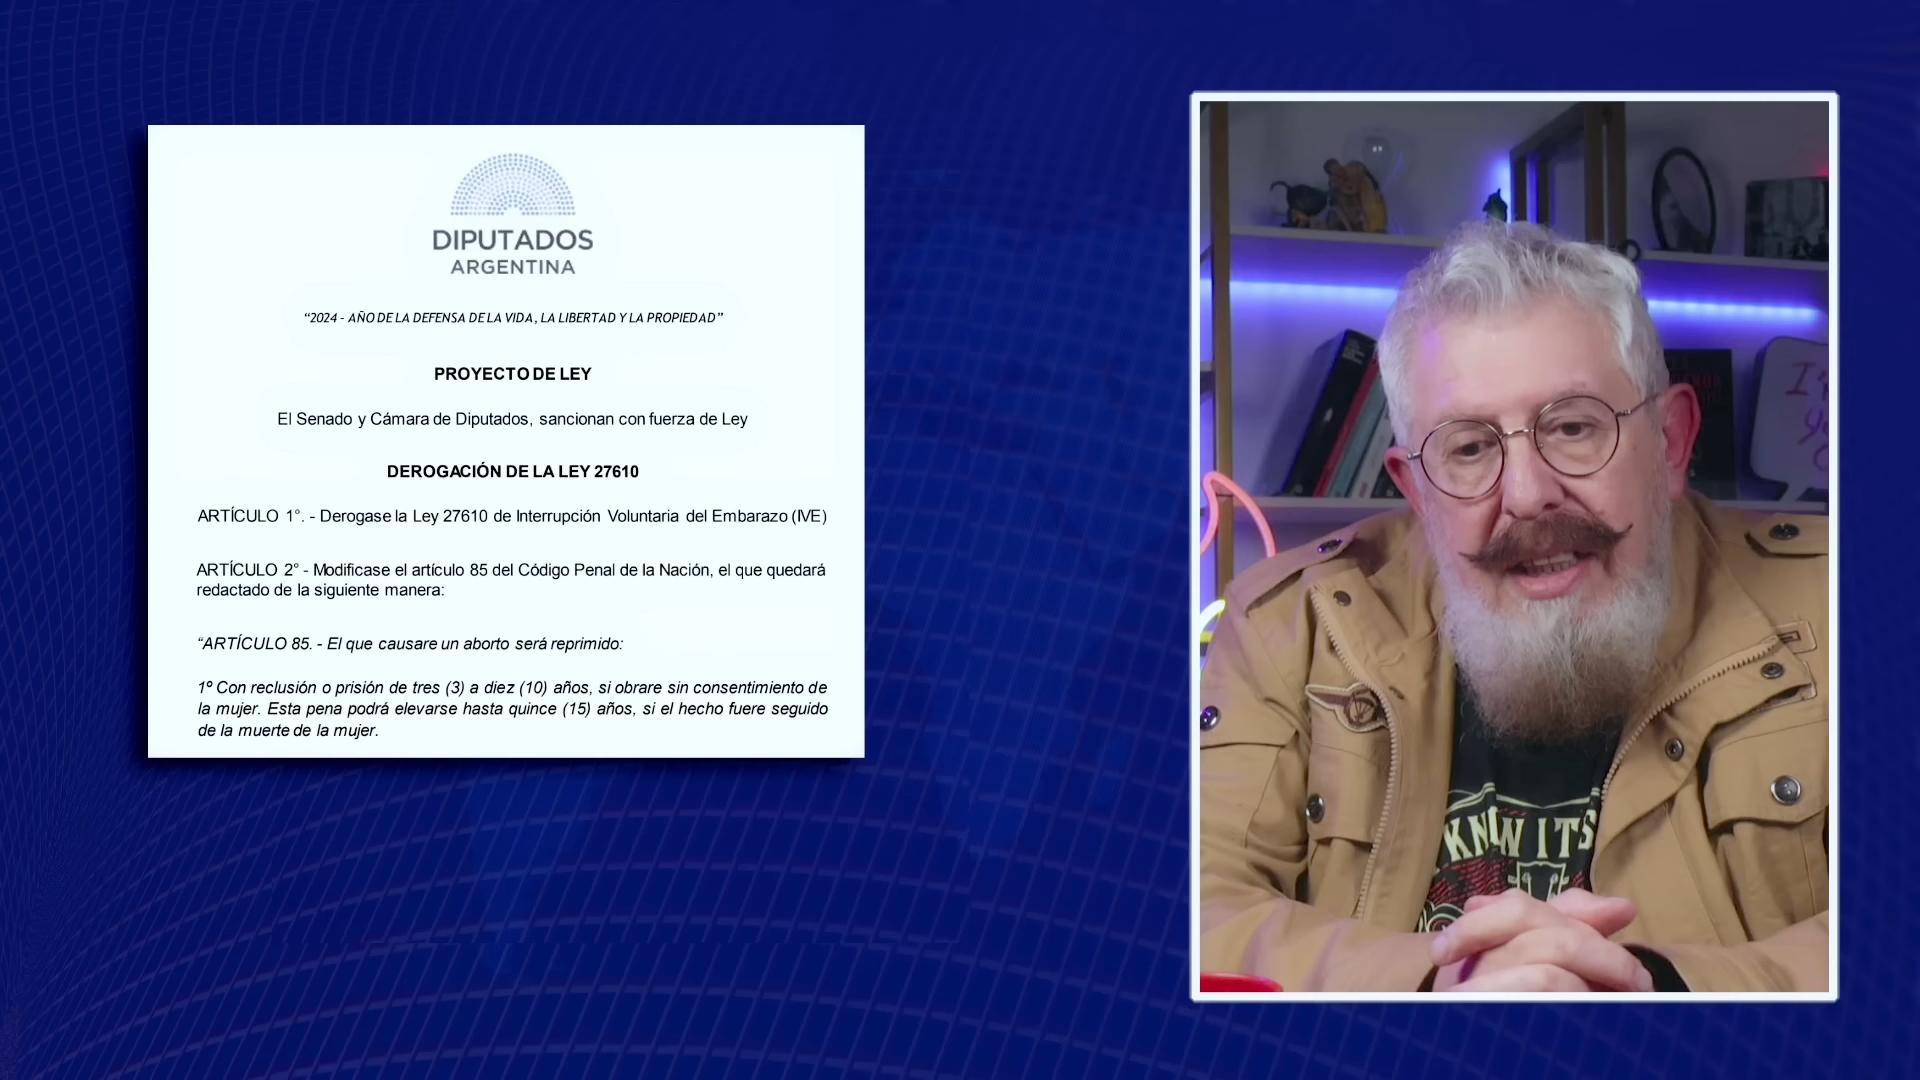 DIPUTADOS
ARGENTINA
“2024 - AÑO DE LA DEFENSA DE LA VIDA, LA LIBERTAD Y LA PROPIEDAD”
PROYECTO DE LEY
El Senado y Cámara de Diputados, sancionan con fuerza de Ley
DEROGACIÓN DE LA LEY 27610
ARTÍCULO 1°. - Derogase la Ley 27610 de Interrupción Voluntaria del Embarazo (IVE)
ARTÍCULO 2° - Modificase el artículo 85 del Código Penal de la Nación, el que quedará
redactado de la siguiente manera:
“ARTÍCULO 85. - El que causare un aborto será reprimido:
1º Con reclusión o prisión de tres (3) a diez (10) años, si obrare sin consentimiento de
la mujer. Esta pena podrá elevarse hasta quince (15) años, si el hecho fuere seguido
de la muerte de la mujer.
IT'S